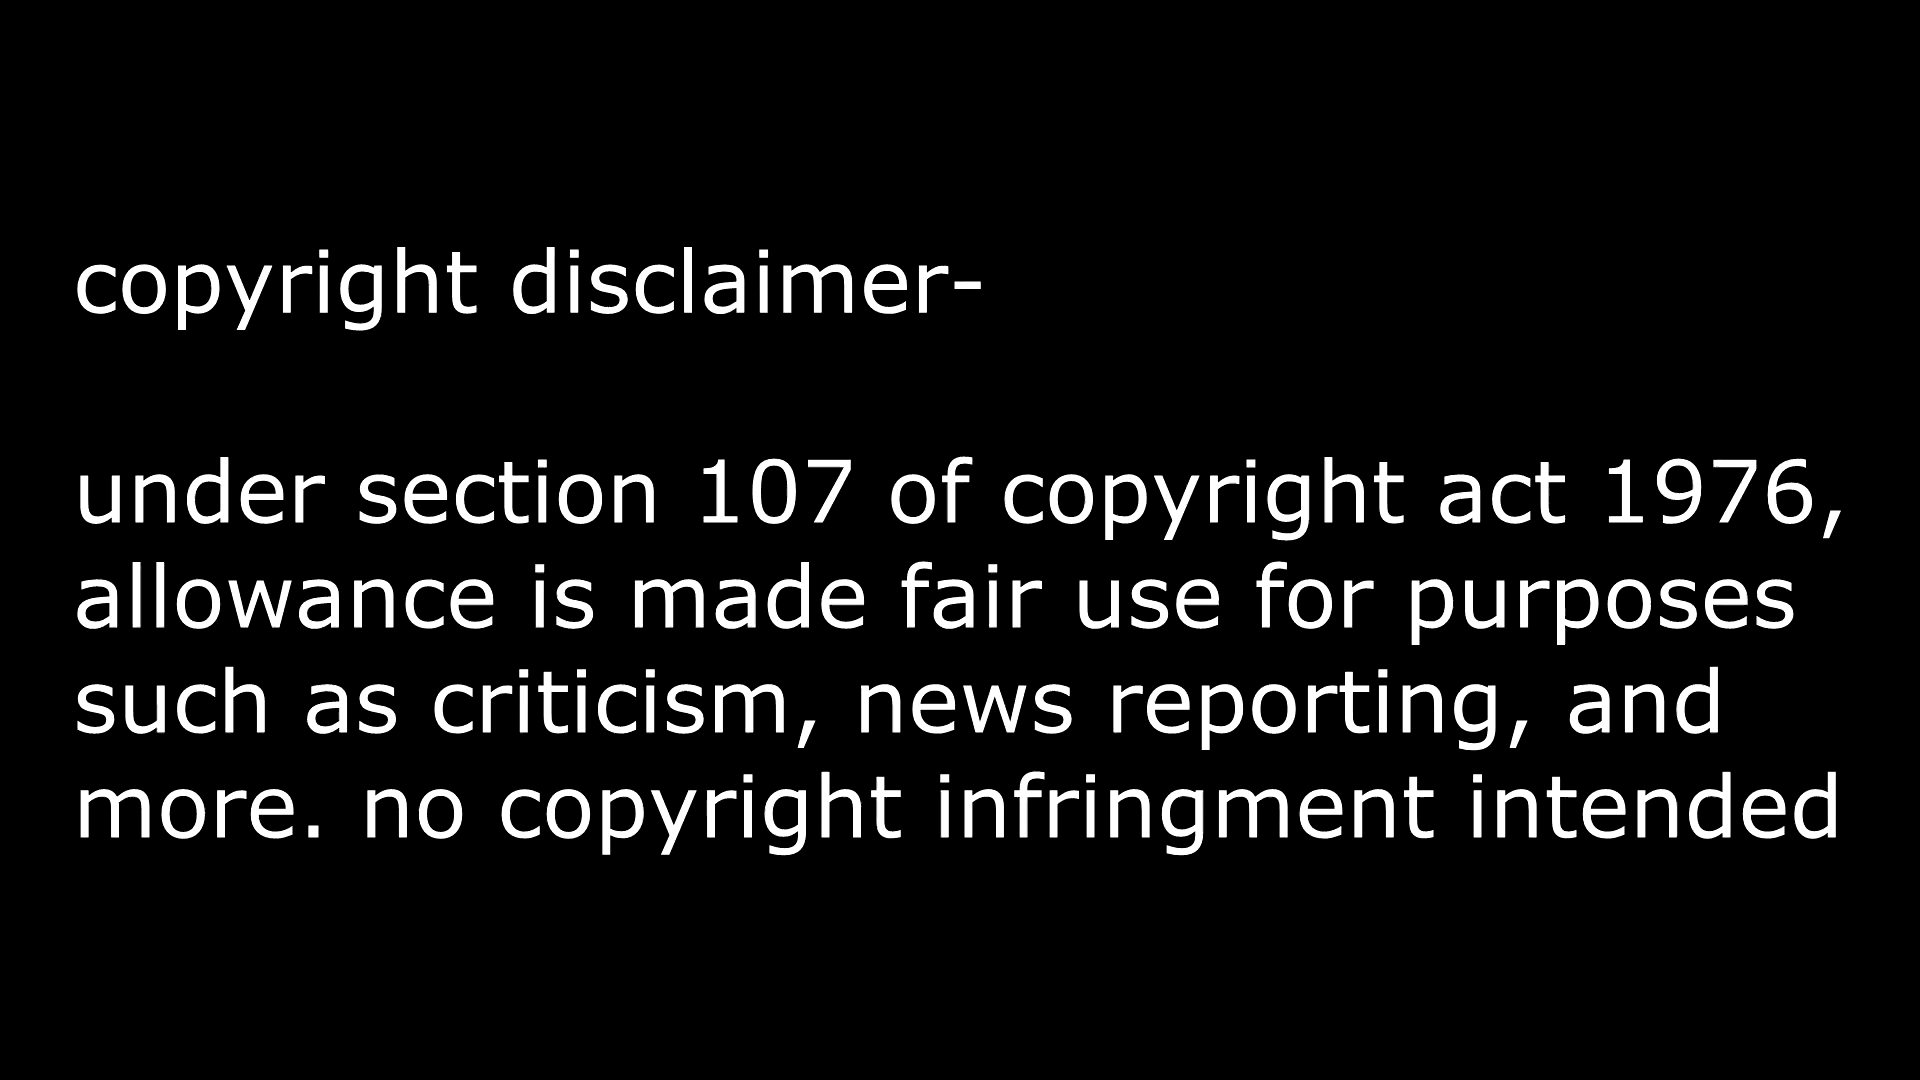 copyright disclaimer-
under section 107 of copyright act 1976,
allowance is made fair use for purposes
such as criticism, news reporting, and
more. no copyright infringment intended